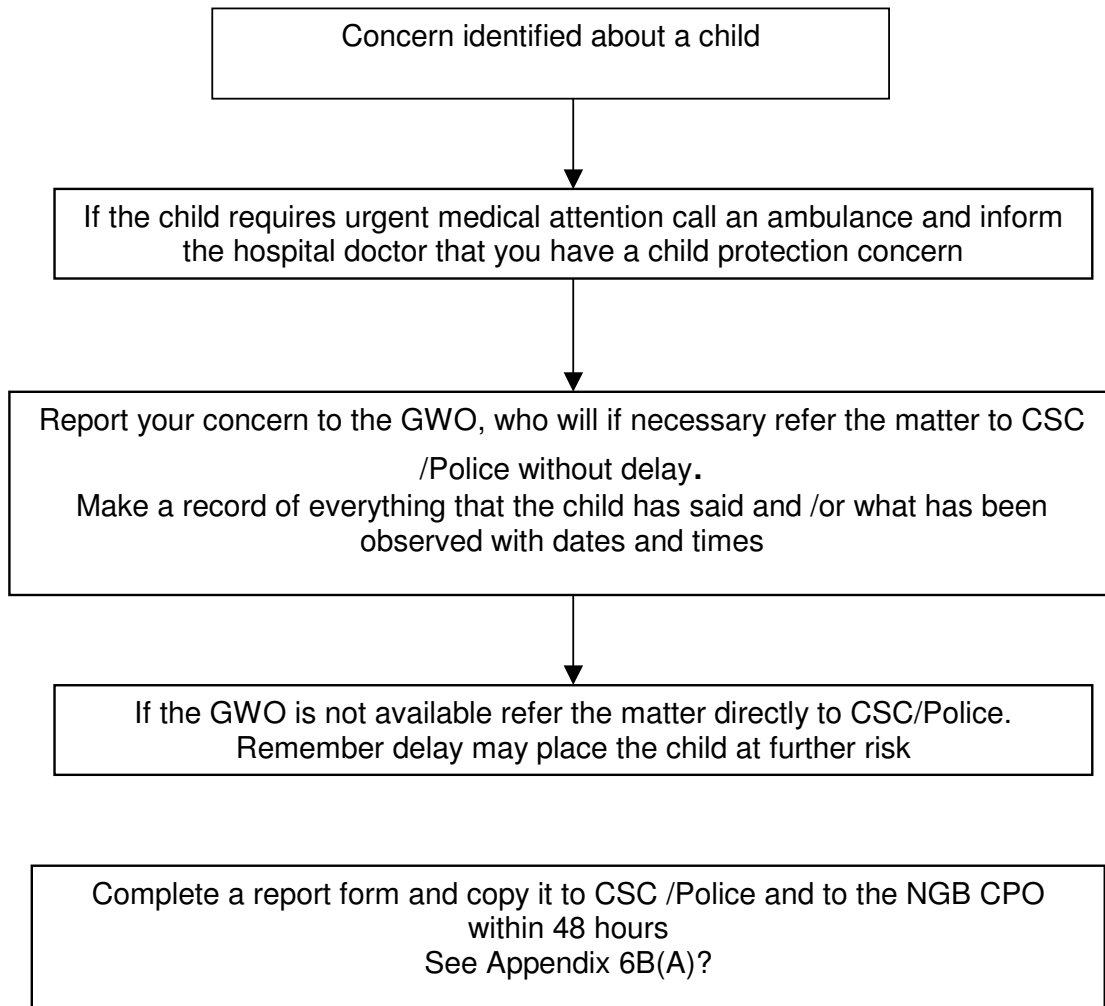 Concern identified about a child
If the child requires urgent medical attention call an ambulance and inform
the hospital doctor that you have a child protection concern
Report your concern to the GWO, who will if necessary refer the matter to CSC
/Police without delay.
Make a record of everything that the child has said and /or what has been
observed with dates and times
If the GWO is not available refer the matter directly to CSC/Police.
Remember delay may place the child at further risk
Complete a report form and copy it to CSC /Police and to the NGB CPO
within 48 hours
See Appendix 6B(A)?